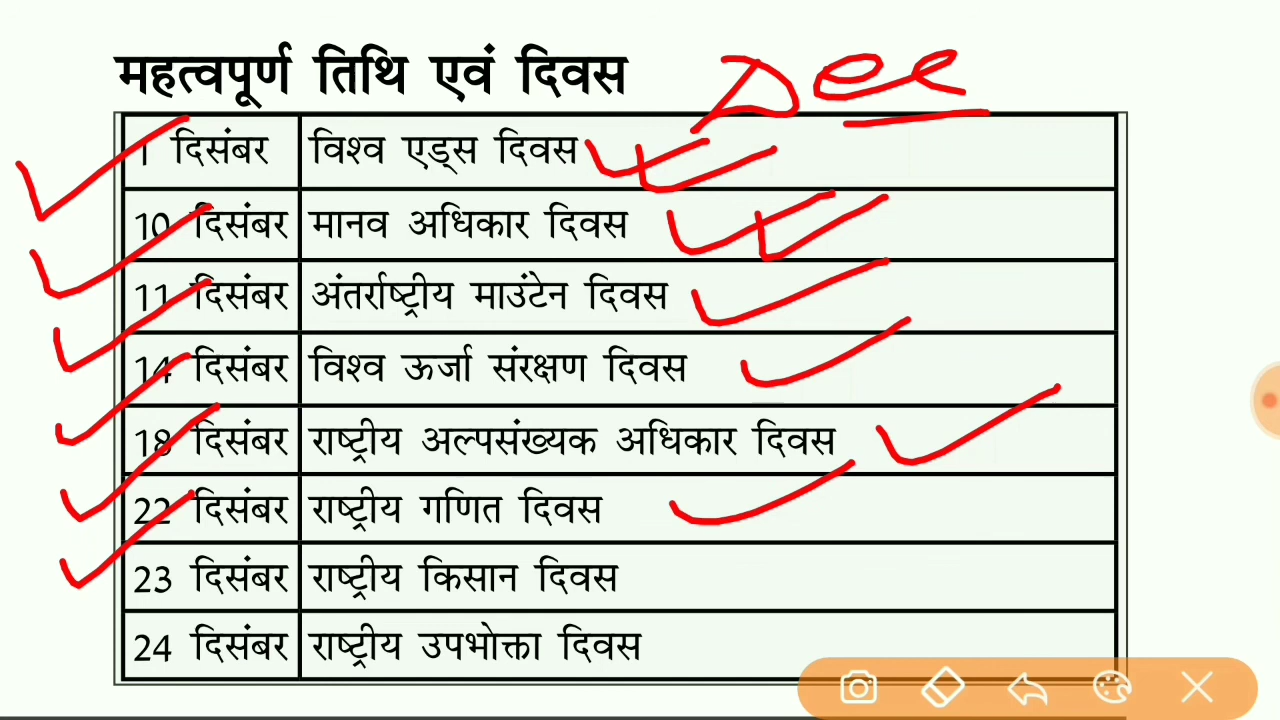 महत्वपूर्ण तिथि एवं दिवस Dec
1 दिसंबर विश्व एड्स दिवस
10 दिसंबर मानव अधिकार दिवस
11 दिसंबर अंतर्राष्ट्रीय माउंटेन दिवस
14 दिसंबर विश्व ऊर्जा संरक्षण दिवस
18 दिसंबर राष्ट्रीय अल्पसंख्यक अधिकार दिवस
22 दिसंबर राष्ट्रीय गणित दिवस
23 दिसंबर राष्ट्रीय किसान दिवस
24 दिसंबर राष्ट्रीय उपभोक्ता दिवस